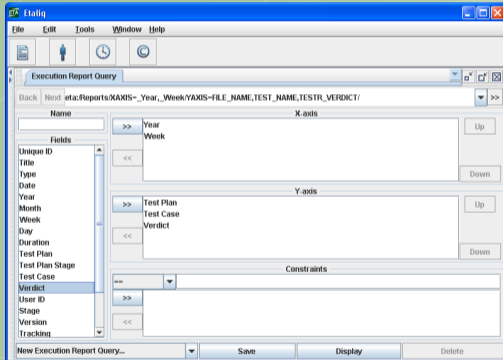 Etaliq
File Edit Tools Window Help
Execution Report Query
Back Next eta:/Reports/XAXIS=_Year,_Week/YAXIS=FILE_NAME,TEST_NAME,TESTR_VERDICT/ >>
Name
Fields
Unique ID
Title
Type
Date
Year
Month
Week
Day
Duration
Test Plan
Test Plan Stage
Test Case
Verdict
User ID
Stage
Version
Tracking
X-axis
>>
<<
Year
Week
Up
Down
Y-axis
>>
<<
Test Plan
Test Case
Verdict
Up
Down
Constraints
==
>>
<<
New Execution Report Query... Save Display Delete